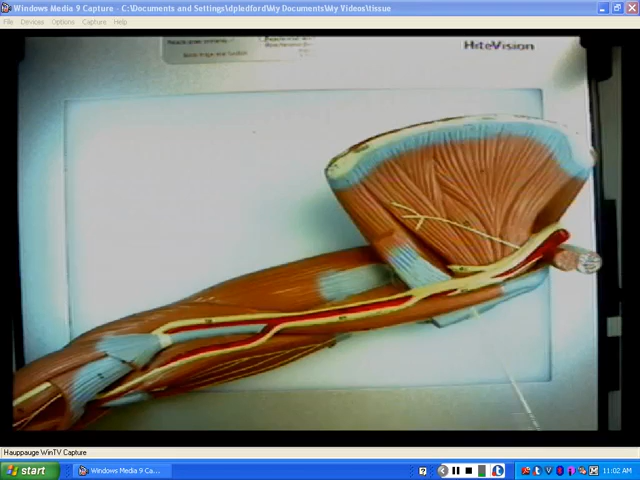 Windows Media 9 Capture - C:\Documents and Settings\dpledford\My Documents\My Videos\tissue
File Devices Options Capture Help
HiteVision
Hauppauge WinTV Capture
start
Windows Media 9 Ca...
11:02 AM